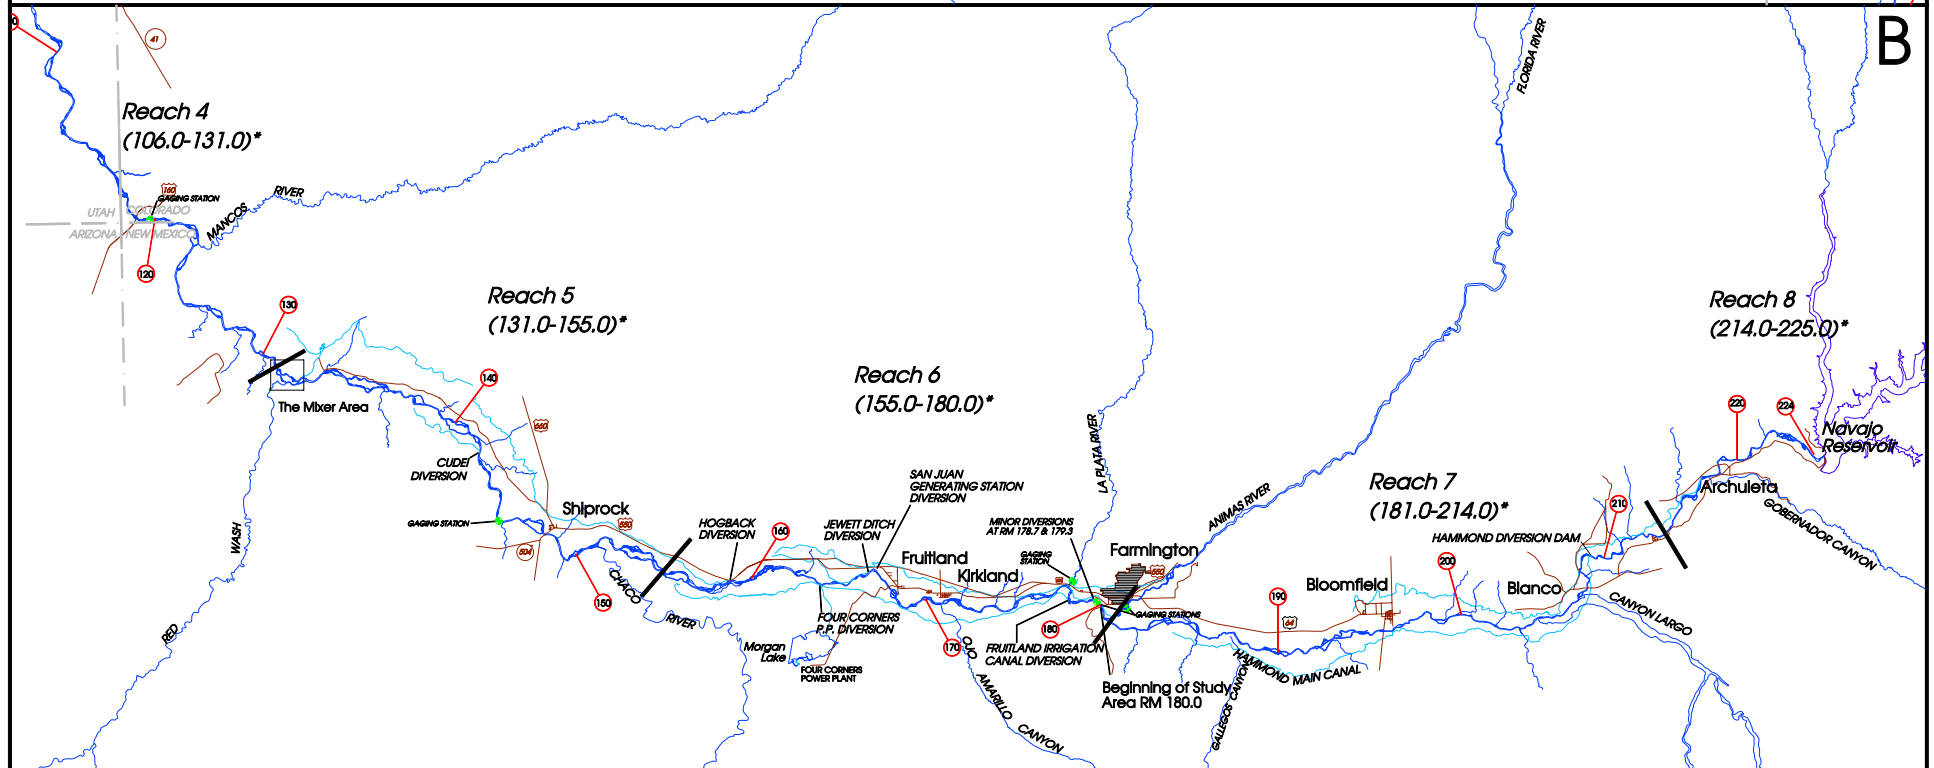 B
41
FLORIDA RIVER
Reach 4
(106.0-131.0)*
160
GAGING STATION
RIVER
MANCOS
UTAH
COLORADO
ARIZONA
NEW MEXICO
120
130
Reach 5
(131.0-155.0)*
Reach 8
(214.0-225.0)*
The Mixer Area
140
Reach 6
(155.0-180.0)*
220
224
Navajo
Reservoir
660
CUDEI
DIVERSION
LA PLATA RIVER
SAN JUAN
GENERATING STATION
DIVERSION
Reach 7
(181.0-214.0)*
Archuleta
ANIMAS RIVER
GOBERNADOR CANYON
210
GAGING STATION
Shiprock
550
HOGBACK
DIVERSION
160
JEWETT DITCH
DIVERSION
MINOR DIVERSIONS
AT RM 178.7 & 179.3
HAMMOND DIVERSION DAM
WASH
504
Fruitland
GAGING
STATION
Farmington
550
200
Kirkland
Bloomfield
Blanco
CHACO
RIVER
150
190
CANYON LARGO
RED
FOUR CORNERS
P.P. DIVERSION
GAGING STATIONS
64
180
170
OJO
AMARILLO
CANYON
Morgan
Lake
FOUR CORNERS
POWER PLANT
FRUITLAND IRRIGATION
CANAL DIVERSION
HAMMOND MAIN CANAL
GALLEGOS CANYON
Beginning of Study
Area RM 180.0